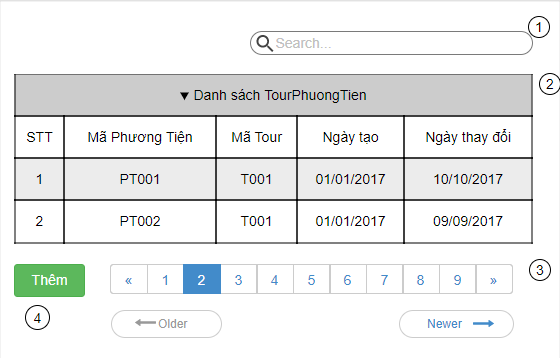 1
Search...
2
▼ Danh sách TourPhuongTien
STT Mã Phương Tiện Mã Tour Ngày tạo Ngày thay đổi
1 PT001 T001 01/01/2017 10/10/2017
2 PT002 T001 01/01/2017 09/09/2017
Thêm « 1 2 3 4 5 6 7 8 9 » 3
4 ← Older Newer →